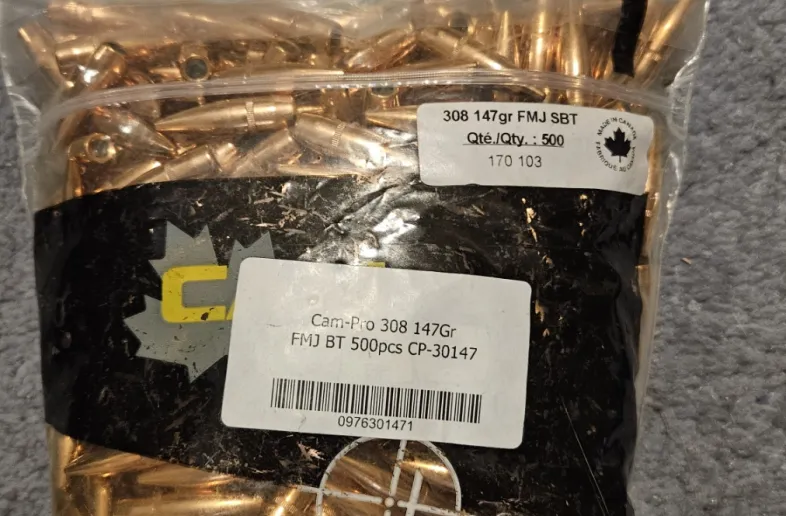 308 147gr FMJ SBT
Qté./Qty. : 500
170 103
MADE IN CANADA
Cam-Pro 308 147Gr
FMJ BT 500pcs CP-30147
0976301471